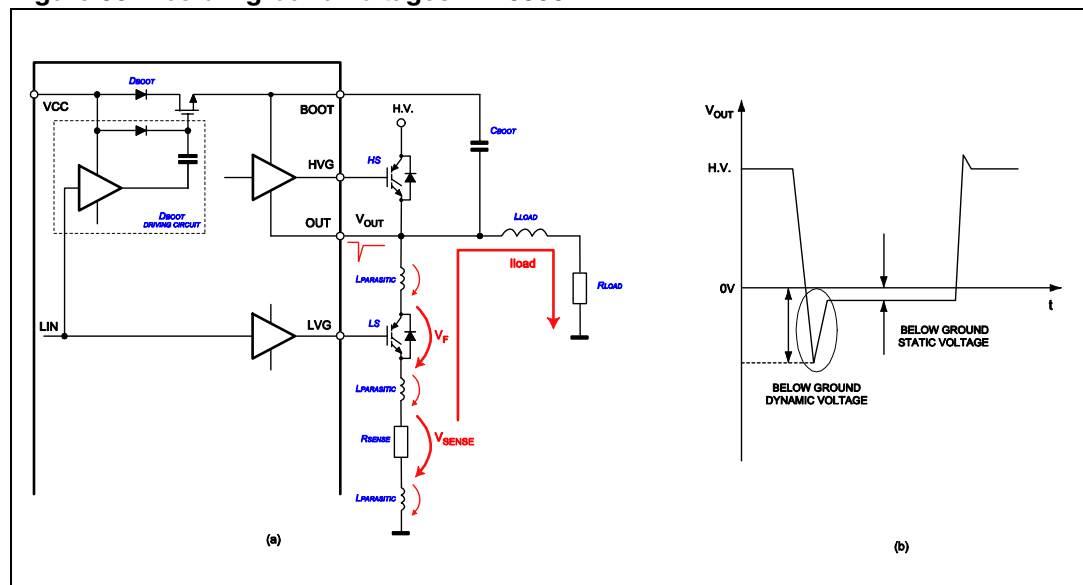 DBOOT
VCC
BOOT
H.V.
CBOOT
HVG
HS
DBOOT
DRIVING CIRCUIT
OUT
VOUT
LLOAD
Iload
LPARASITIC
RLOAD
LIN
LVG
LS
VF
LPARASITIC
RSENSE
VSENSE
LPARASITIC
(a)
VOUT
H.V.
0V
t
BELOW GROUND
STATIC VOLTAGE
BELOW GROUND
DYNAMIC VOLTAGE
(b)